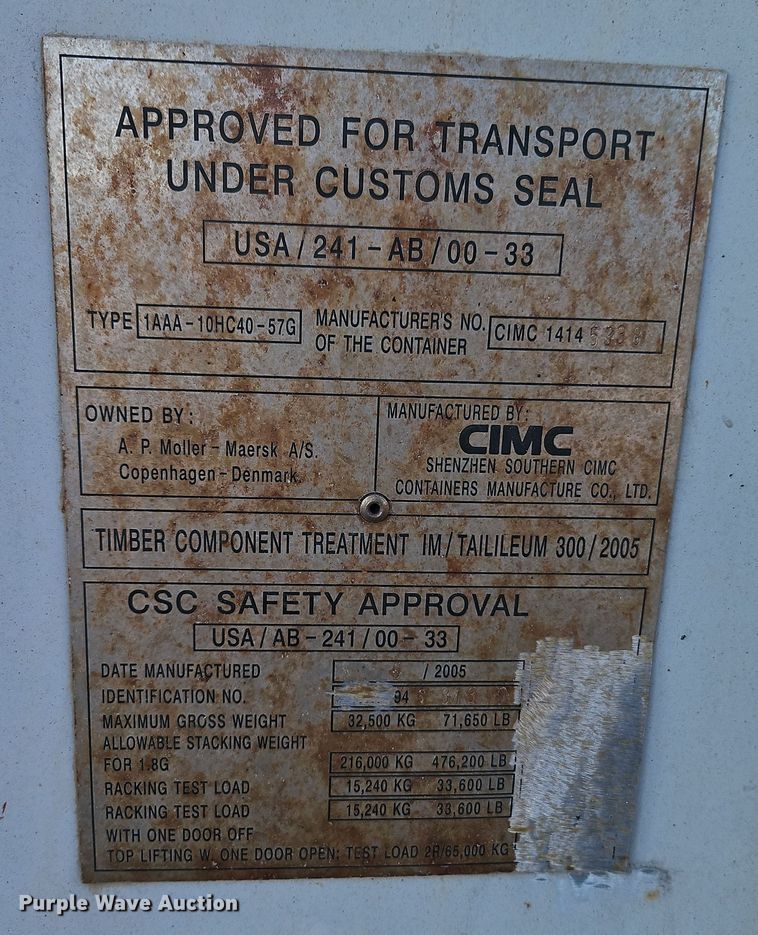 APPROVED FOR TRANSPORT
UNDER CUSTOMS SEAL
USA / 241 - AB / 00 - 33
TYPE 1AAA - 10HC40 - 57G
MANUFACTURER'S NO.
OF THE CONTAINER
CIMC 1414
OWNED BY :
A. P. Moller - Maersk A/S.
Copenhagen - Denmark.
MANUFACTURED BY:
CIMC
SHENZHEN SOUTHERN CIMC
CONTAINERS MANUFACTURE CO., LTD.
TIMBER COMPONENT TREATMENT IM / TAILILEUM 300 / 2005
CSC SAFETY APPROVAL
USA / AB - 241 / 00 - 33
DATE MANUFACTURED / 2005
IDENTIFICATION NO. 94
MAXIMUM GROSS WEIGHT 32,500 KG 71,650 LB
ALLOWABLE STACKING WEIGHT
FOR 1.8G 216,000 KG 476,200 LB
RACKING TEST LOAD 15,240 KG 33,600 LB
RACKING TEST LOAD 15,240 KG 33,600 LB
WITH ONE DOOR OFF
TOP LIFTING W. ONE DOOR OPEN: TEST LOAD 2R/65,000 KG
Purple Wave Auction